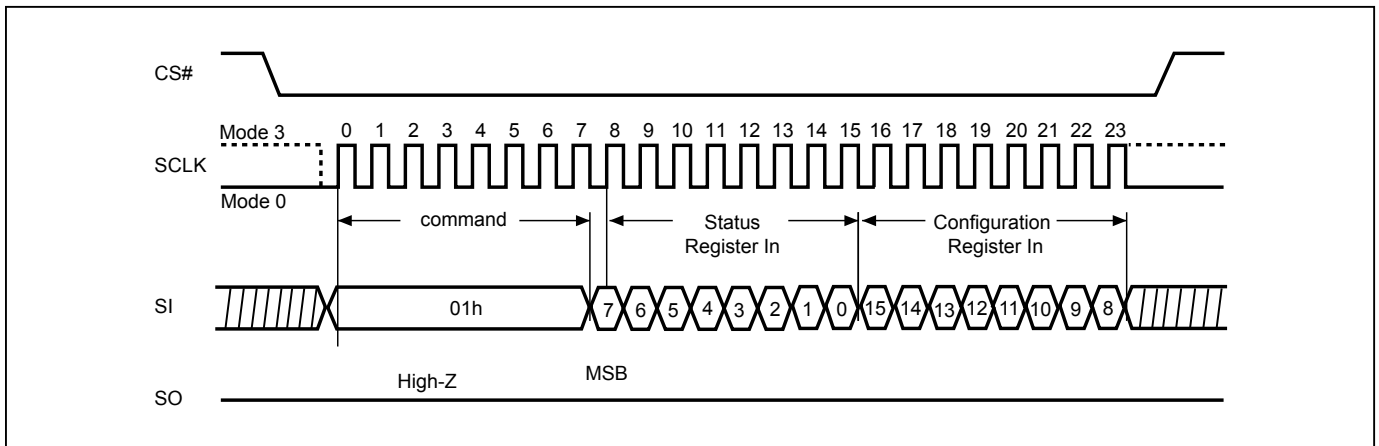 CS#
Mode 3
0 1 2 3 4 5 6 7 8 9 10 11 12 13 14 15 16 17 18 19 20 21 22 23
SCLK
Mode 0
command
Status
Register In
Configuration
Register In
SI
01h
7 6 5 4 3 2 1 0 15 14 13 12 11 10 9 8
High-Z
MSB
SO